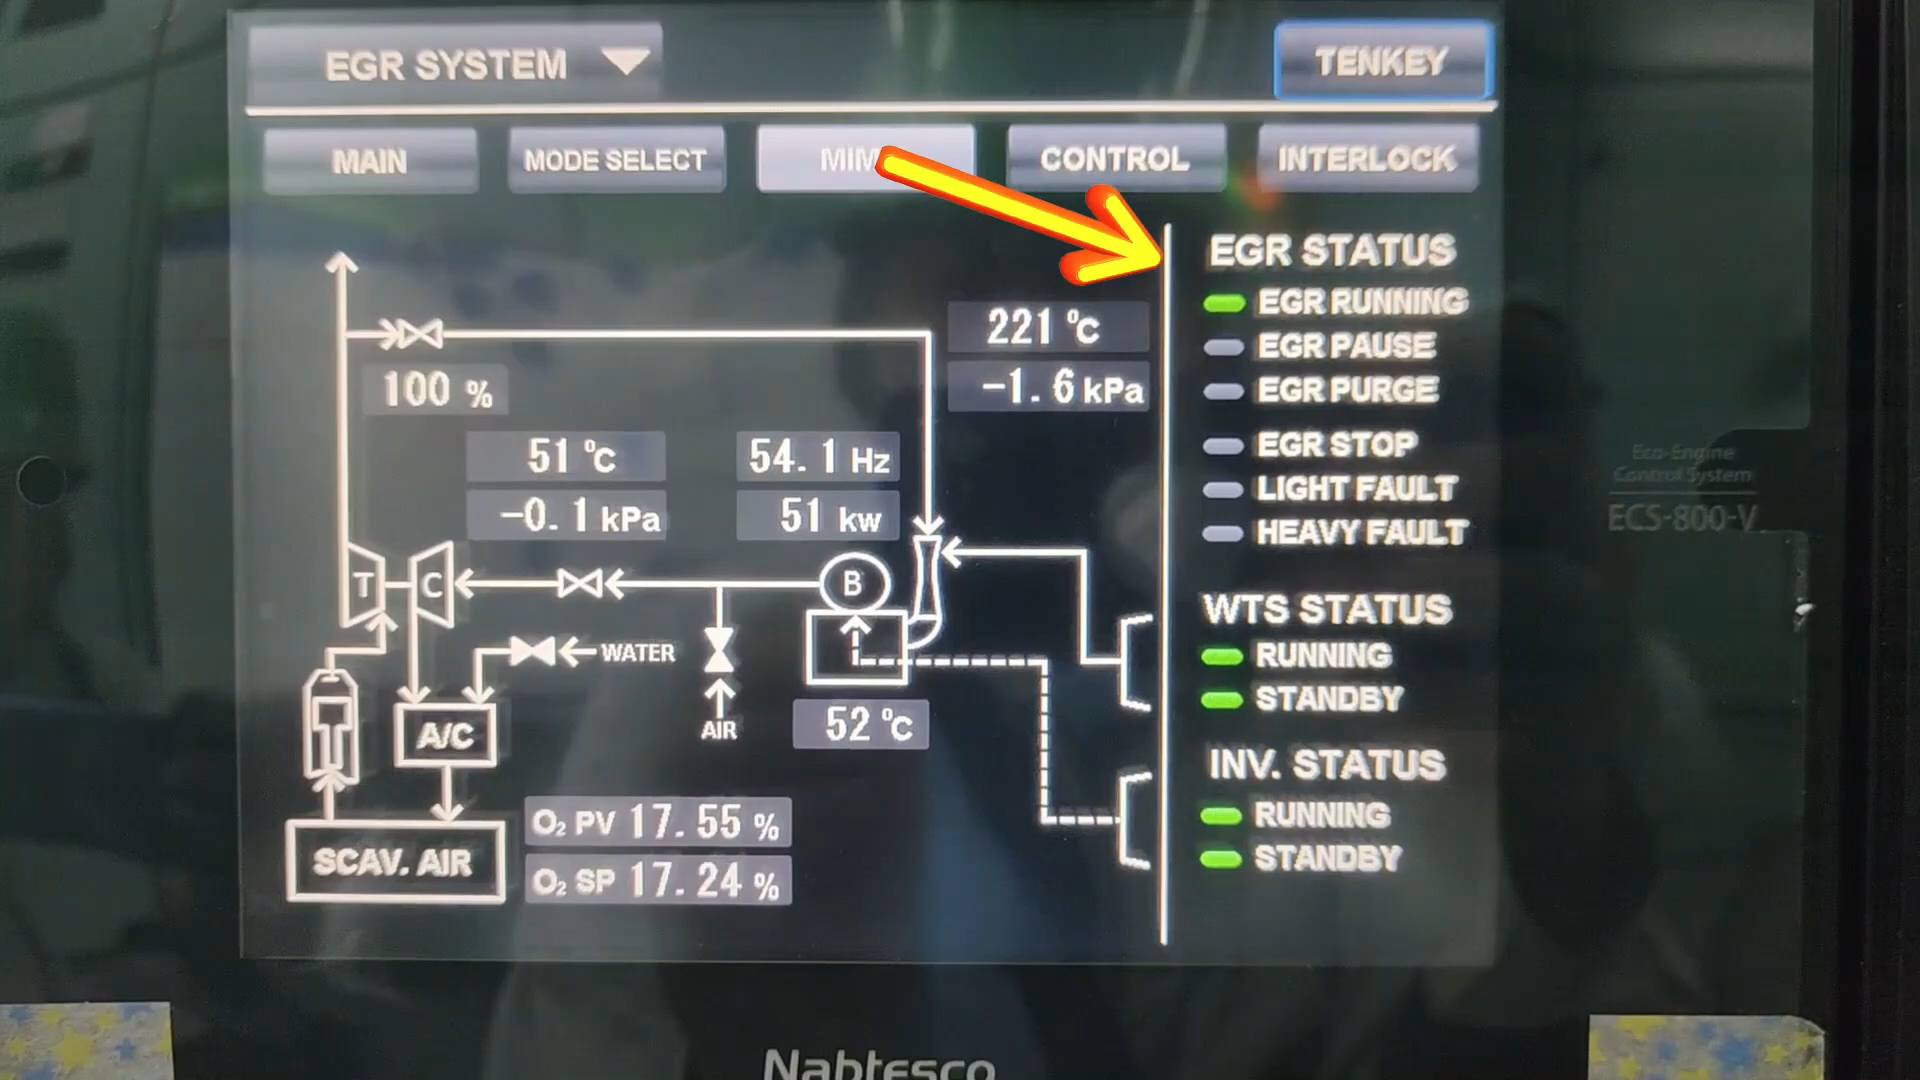 EGR SYSTEM
TENKEY
MAIN
MODE SELECT
MIM
CONTROL
INTERLOCK
EGR STATUS
EGR RUNNING
EGR PAUSE
EGR PURGE
EGR STOP
LIGHT FAULT
HEAVY FAULT
WTS STATUS
RUNNING
STANDBY
INV. STATUS
RUNNING
STANDBY
221 °C
-1.6 kPa
100 %
51 °C
-0.1 kPa
54.1 Hz
51 kw
T
C
B
WATER
AIR
52 °C
A/C
SCAV. AIR
O₂ PV 17.55 %
O₂ SP 17.24 %
Eco-Engine
Control System
ECS-800-V
Nabtesco